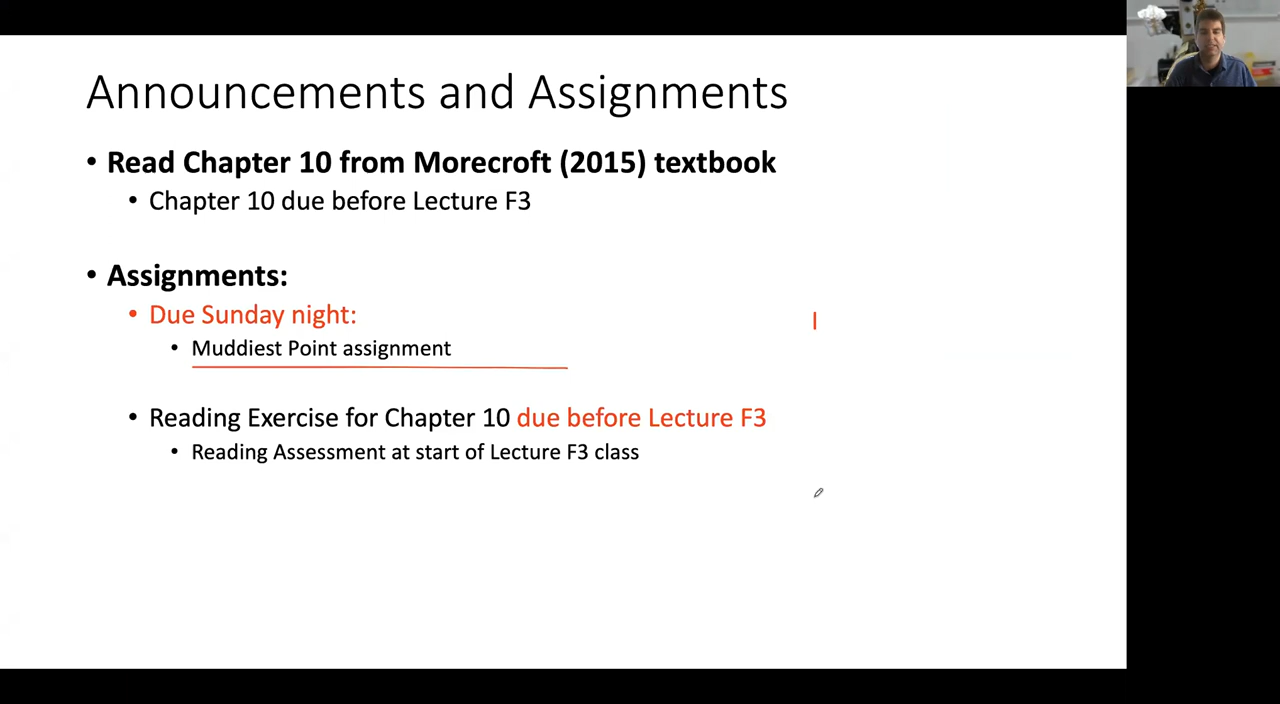 Announcements and Assignments
• Read Chapter 10 from Morecroft (2015) textbook
• Chapter 10 due before Lecture F3
• Assignments:
• Due Sunday night:
• Muddiest Point assignment
• Reading Exercise for Chapter 10 due before Lecture F3
• Reading Assessment at start of Lecture F3 class